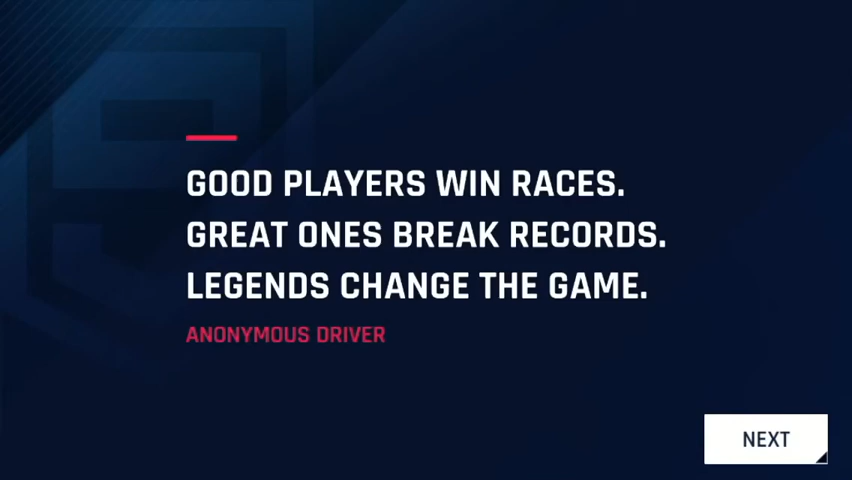 GOOD PLAYERS WIN RACES.
GREAT ONES BREAK RECORDS.
LEGENDS CHANGE THE GAME.
ANONYMOUS DRIVER
NEXT